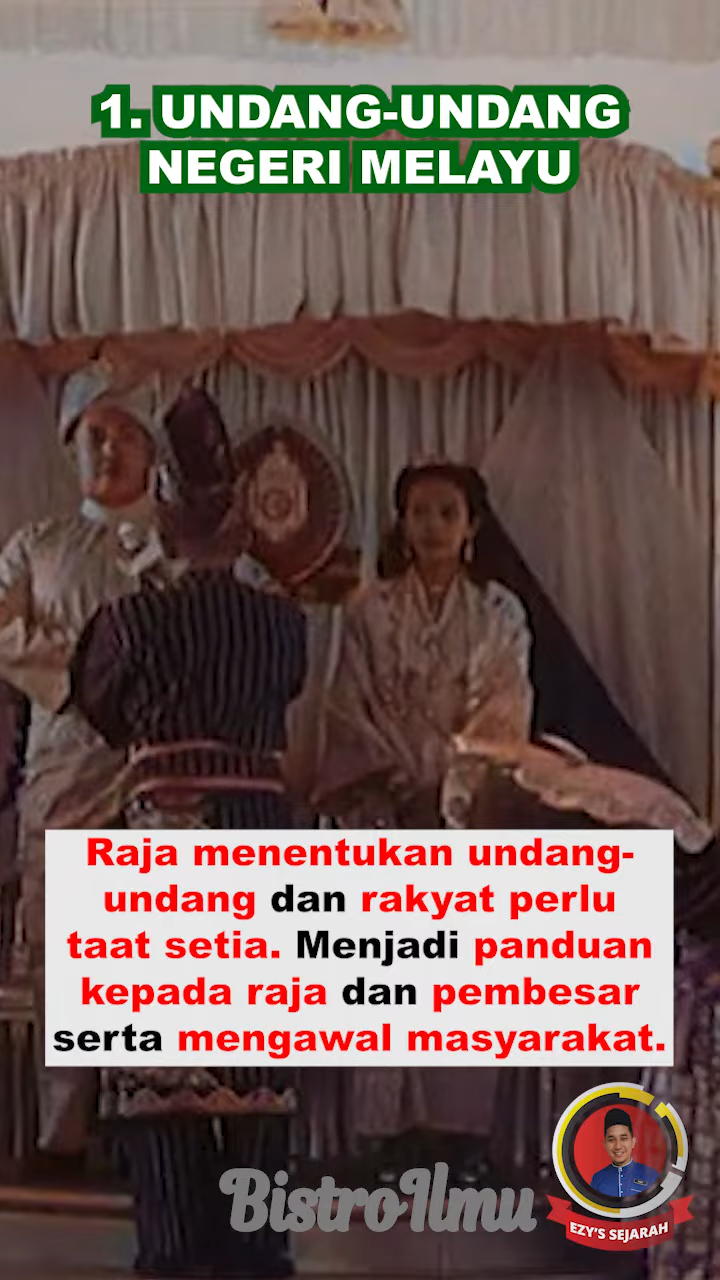 1. UNDANG-UNDANG
NEGERI MELAYU
Raja menentukan undang-
undang dan rakyat perlu
taat setia. Menjadi panduan
kepada raja dan pembesar
serta mengawal masyarakat.
BistroIlmu
EZY'S SEJARAH